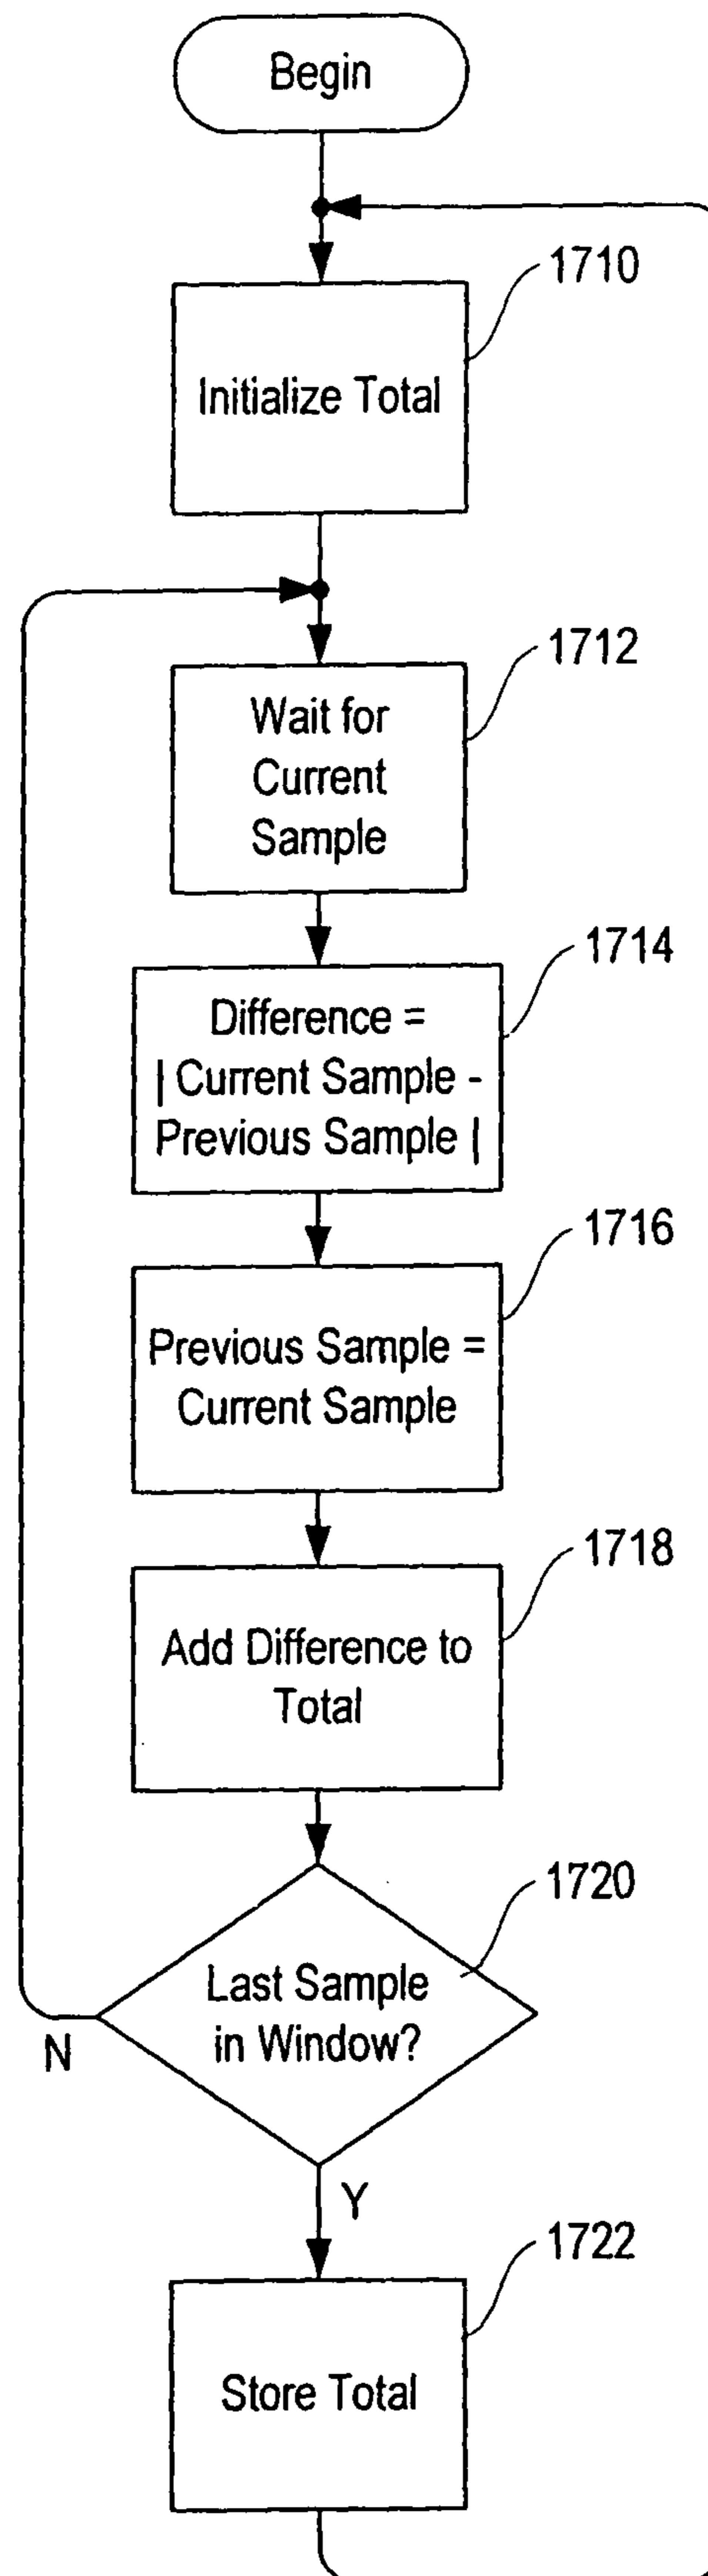 Begin
1710
Initialize Total
1712
Wait for
Current
Sample
1714
Difference =
| Current Sample -
Previous Sample |
1716
Previous Sample =
Current Sample
1718
Add Difference to
Total
1720
Last Sample
in Window?
N
Y
1722
Store Total